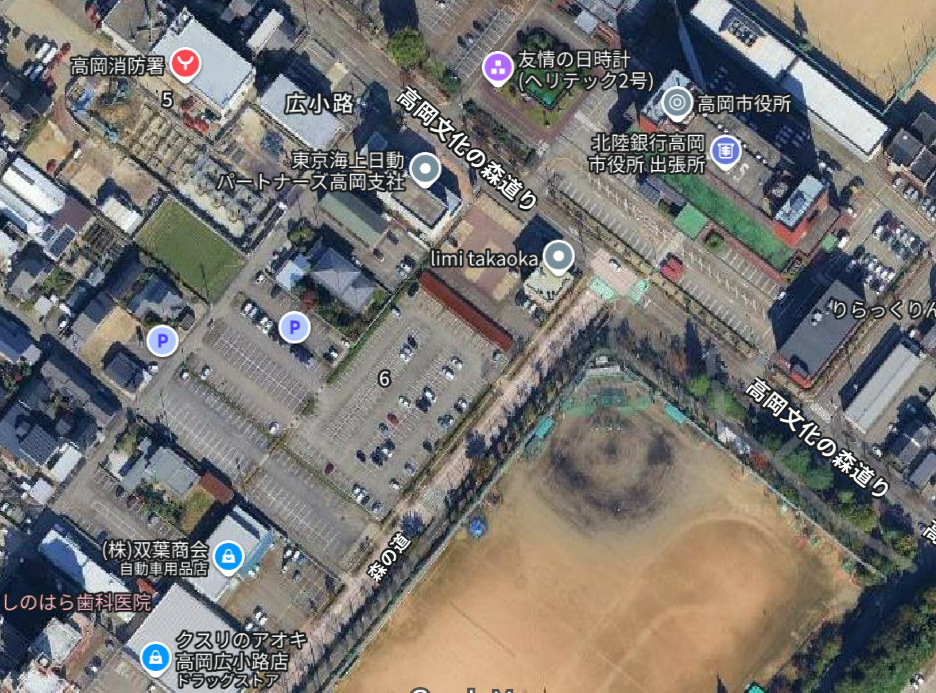 友情の日時計
(ヘリテック2号)
高岡消防署
5
広小路
高岡市役所
高岡文化の森道り
北陸銀行高岡
市役所 出張所
東京海上日動
パートナーズ高岡支社
limi takaoka
りらっくりん
P
P
6
高岡文化の森道り
森の道
(株)双葉商会
自動車用品店
しのはら歯科医院
クスリのアオキ
高岡広小路店
ドラッグストア